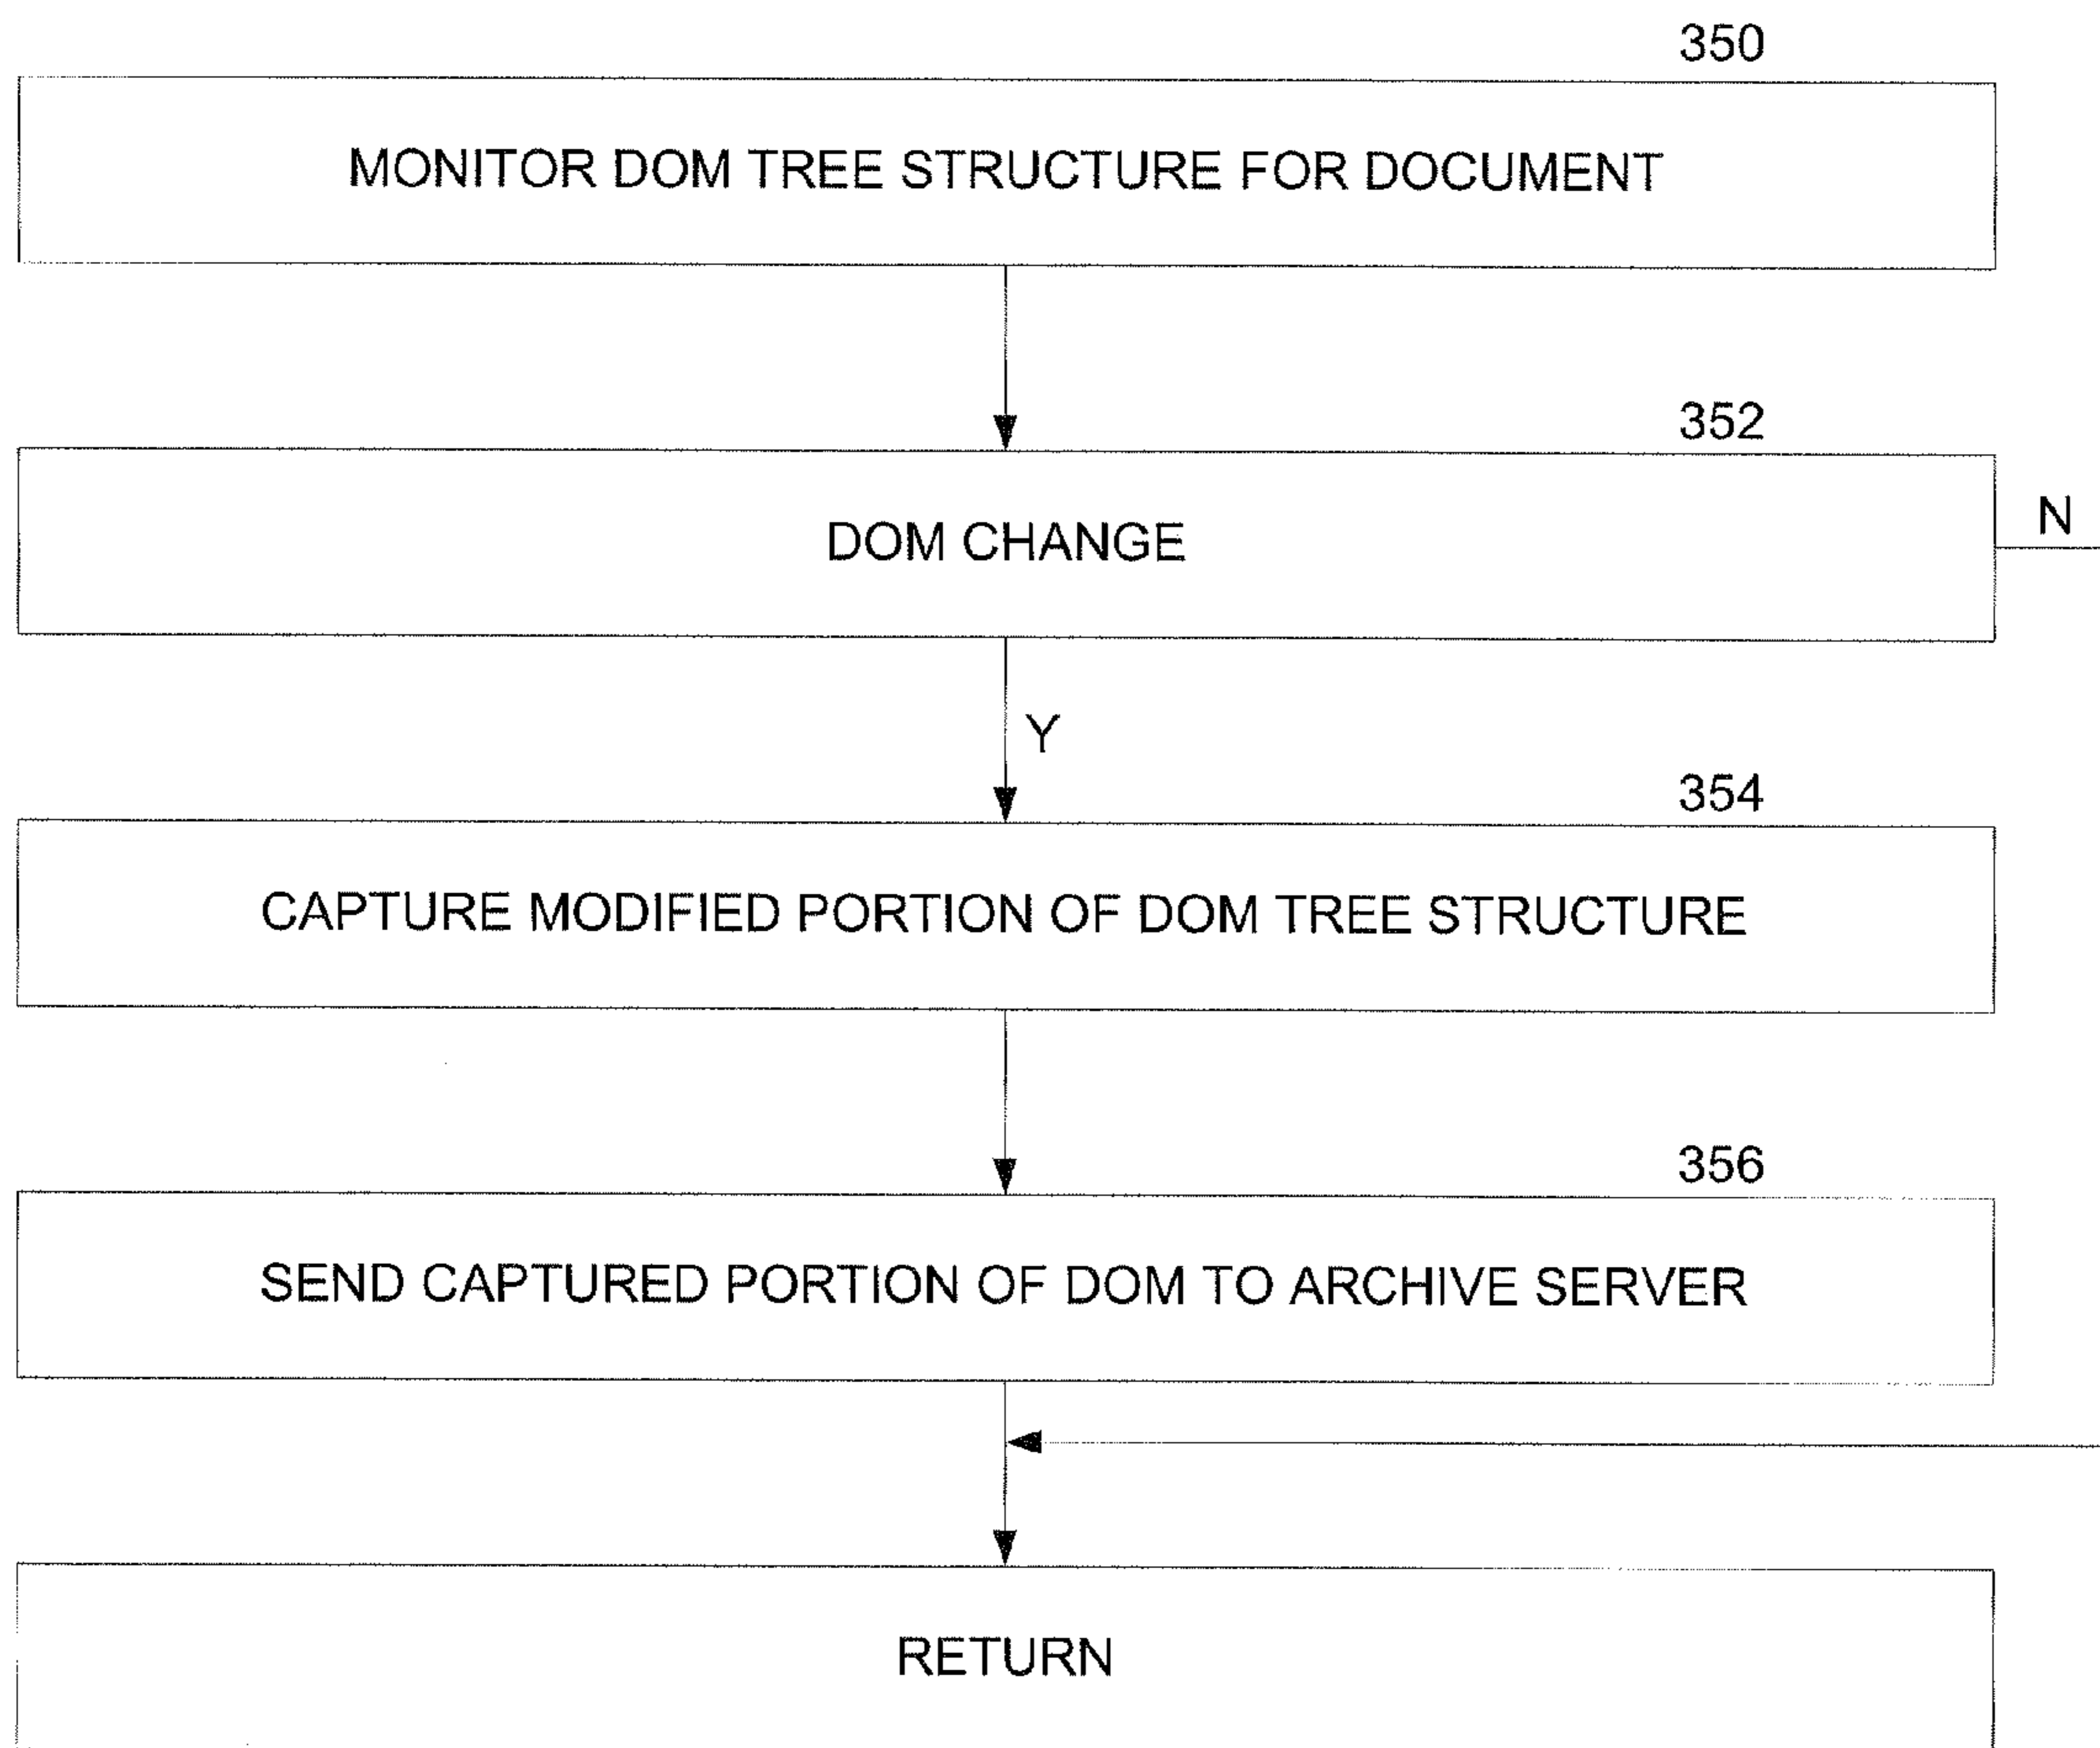 350
MONITOR DOM TREE STRUCTURE FOR DOCUMENT
352
DOM CHANGE
N
Y
354
CAPTURE MODIFIED PORTION OF DOM TREE STRUCTURE
356
SEND CAPTURED PORTION OF DOM TO ARCHIVE SERVER
RETURN